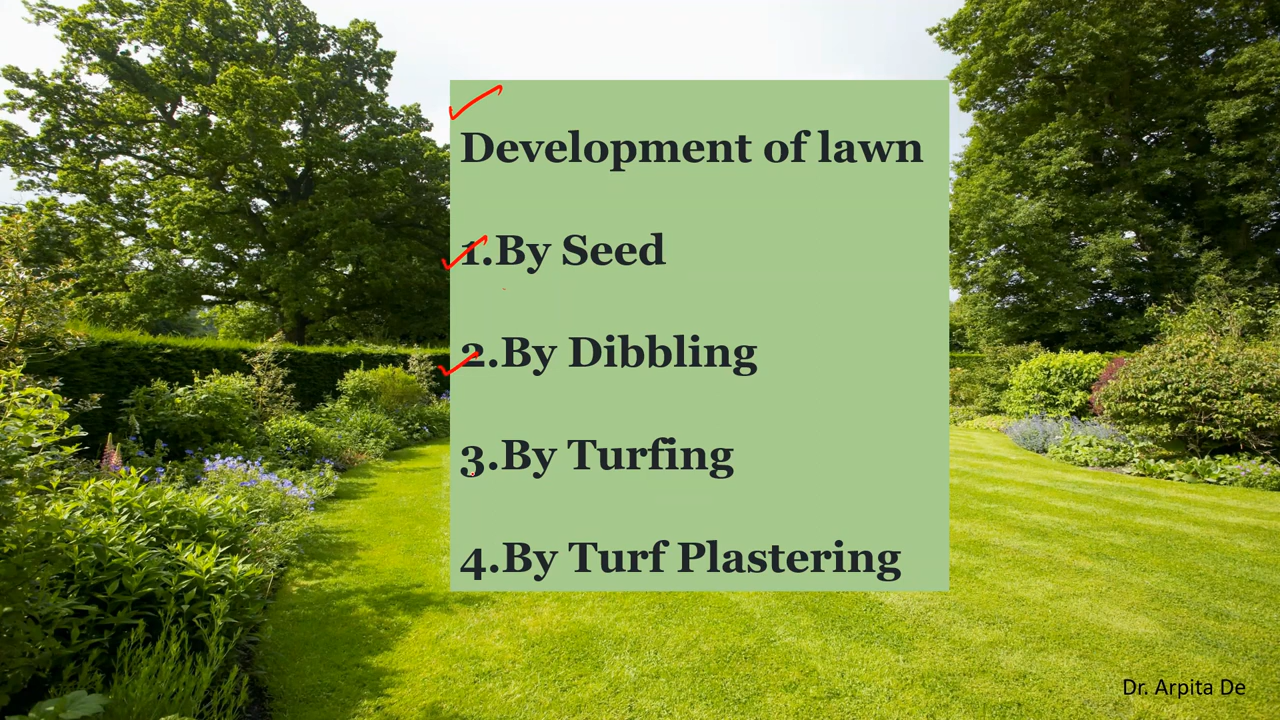 Development of lawn
1.By Seed
2.By Dibbling
3.By Turfing
4.By Turf Plastering
Dr. Arpita De